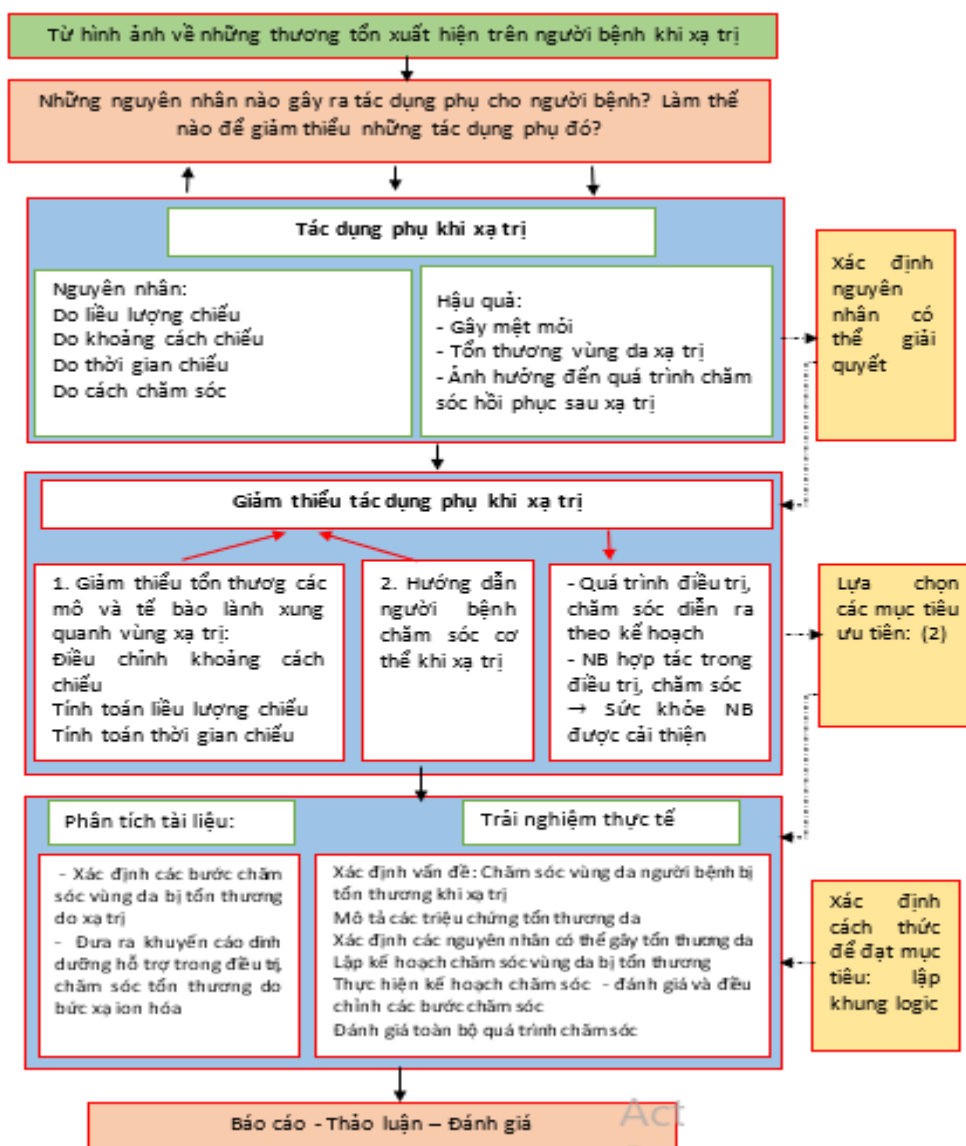 Từ hình ảnh về những thương tổn xuất hiện trên người bệnh khi xạ trị
Những nguyên nhân nào gây ra tác dụng phụ cho người bệnh? Làm thế
nào để giảm thiểu những tác dụng phụ đó?
Tác dụng phụ khi xạ trị
Nguyên nhân:
Do liều lượng chiếu
Do khoảng cách chiếu
Do thời gian chiếu
Do cách chăm sóc
Hậu quả:
- Gây mệt mỏi
- Tổn thương vùng da xạ trị
- Ảnh hưởng đến quá trình chăm
sóc hồi phục sau xạ trị
Xác định
nguyên
nhân có
thể giải
quyết
Giảm thiểu tác dụng phụ khi xạ trị
1. Giảm thiểu tổn thươg các
mô và tế bào lành xung
quanh vùng xạ trị:
Điều chỉnh khoảng cách
chiếu
Tính toán liều lượng chiếu
Tính toán thời gian chiếu
2. Hướng dẫn
người bệnh
chăm sóc cơ
thể khi xạ trị
- Quá trình điều trị,
chăm sóc diễn ra
theo kế hoạch
- NB hợp tác trong
điều trị, chăm sóc
→ Sức khỏe NB
được cải thiện
Lựa chọn
các mục tiêu
ưu tiên: (2)
Phân tích tài liệu:
- Xác định các bước chăm
sóc vùng da bị tổn thương
do xạ trị
- Đưa ra khuyến cáo dinh
dưỡng hỗ trợ trong điều trị,
chăm sóc tổn thương do
bức xạ ion hóa
Trải nghiệm thực tế
Xác định vấn đề: Chăm sóc vùng da người bệnh bị
tổn thương khi xạ trị
Mô tả các triệu chứng tổn thương da
Xác định các nguyên nhân có thể gây tổn thương da
Lập kế hoạch chăm sóc vùng da bị tổn thương
Thực hiện kế hoạch chăm sóc - đánh giá và điều
chỉnh các bước chăm sóc
Đánh giá toàn bộ quá trình chăm sóc
Xác định
cách thức
để đạt mục
tiêu: lập
khung logic
Báo cáo - Thảo luận – Đánh giá
Act